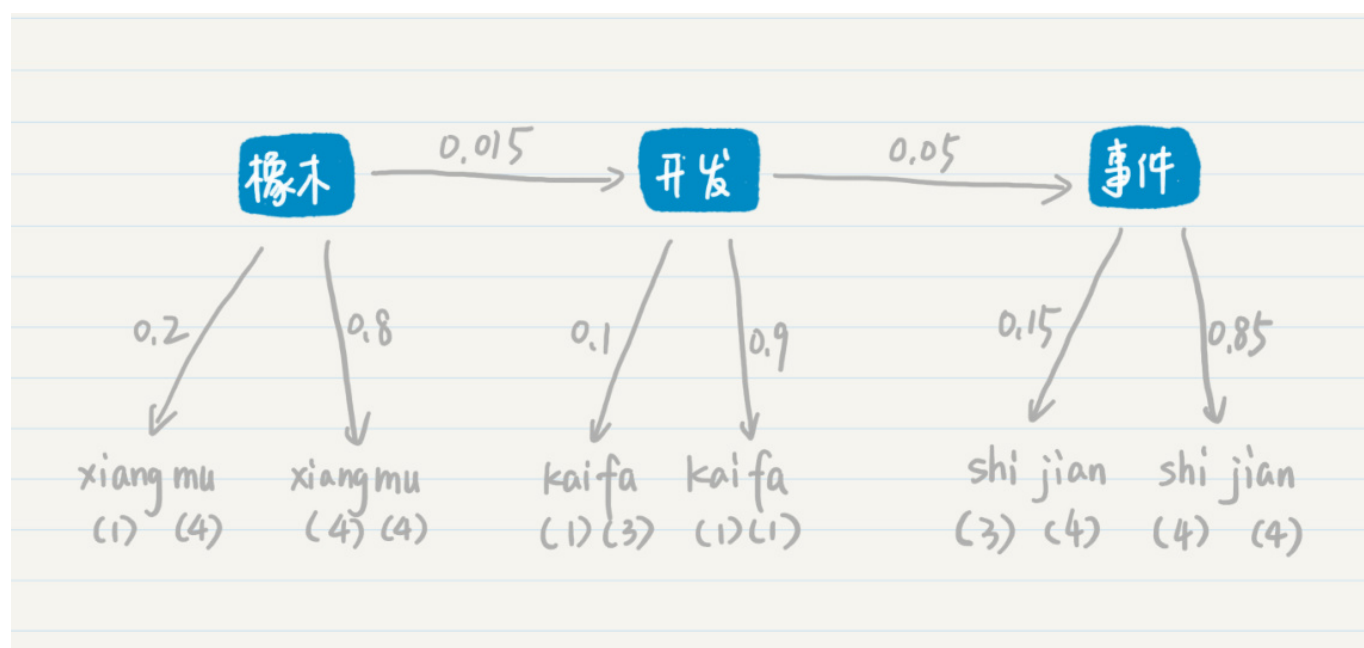 0.015 0.05
橡木 开发 事件
0.2 0.8 0.1 0.9 0.15 0.85
xiang mu xiang mu kai fa kai fa shi jian shi jian
(1) (4) (4) (4) (1) (3) (1) (1) (3) (4) (4) (4)